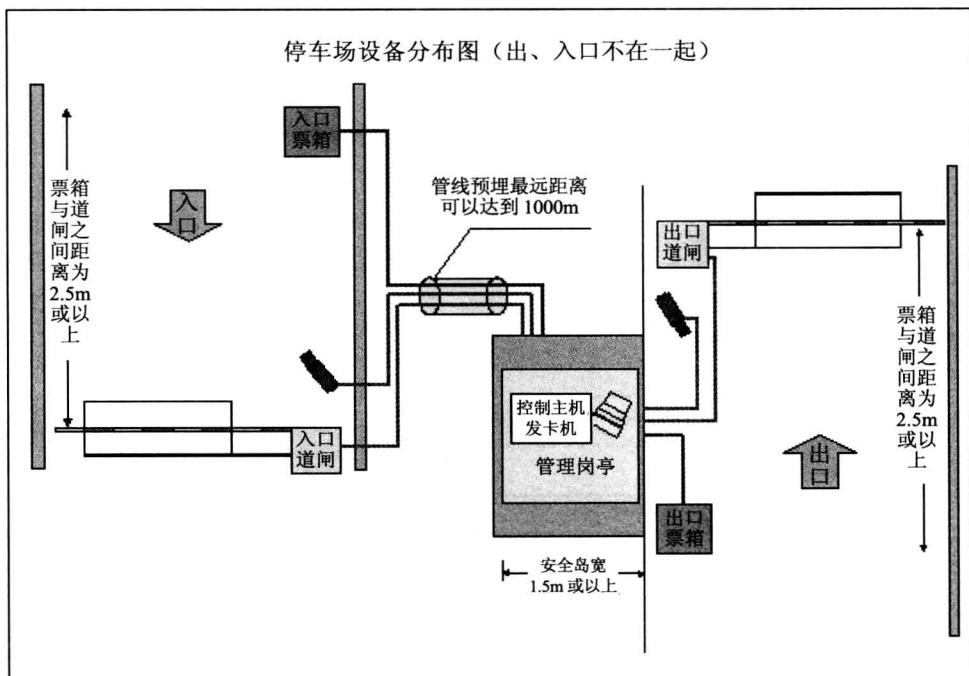 停车场设备分布图（出、入口不在一起）
入口
票箱
票箱
与道
闸之
间距
离为
2.5m
或以
上
入
口
管线预埋最远距离
可以达到 1000m
出口
道闸
票箱
与道
闸之
间距
离为
2.5m
或以
上
控制主机
发卡机
管理岗亭
入口
道闸
出
口
出口
票箱
安全岛宽
1.5m 或以上